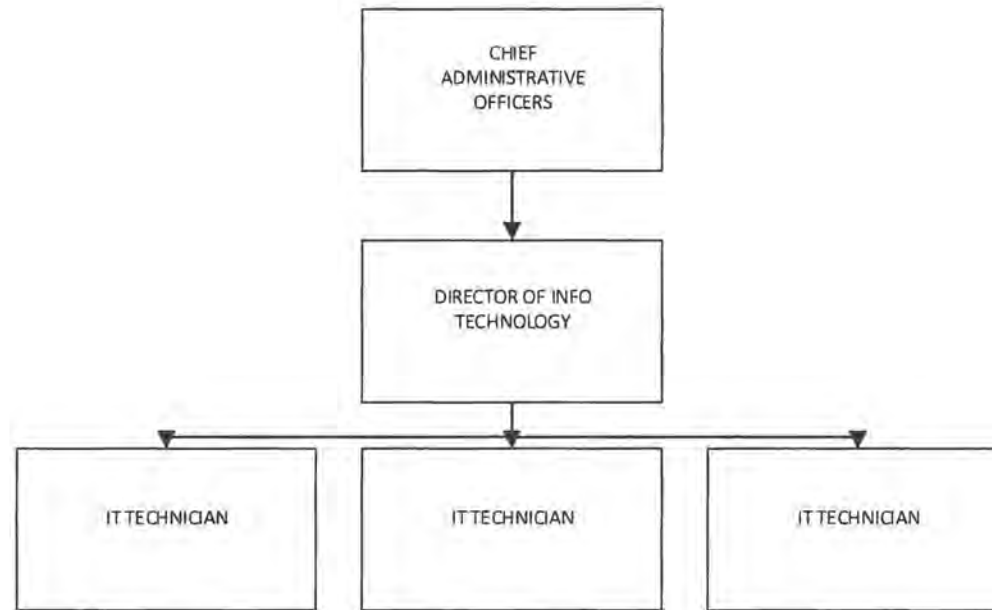 CHIEF
ADMINISTRATIVE
OFFICERS
DIRECTOR OF INFO
TECHNOLOGY
IT TECHNICIAN
IT TECHNICIAN
IT TECHNICIAN